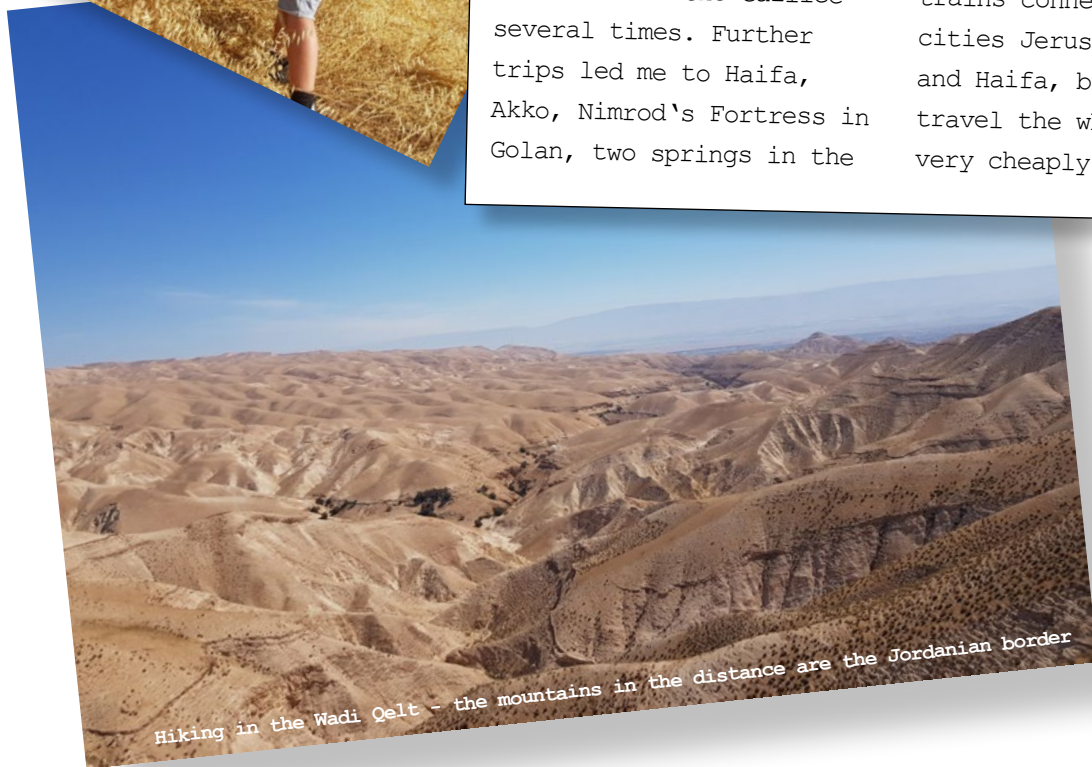 several times. Further
trips led me to Haifa,
Akko, Nimrod‘s Fortress in
Golan, two springs in the
trains
cities
and Haifa,
travel the
very cheaply
Hiking in the Wadi Qelt - the mountains in the distance are the Jordanian border